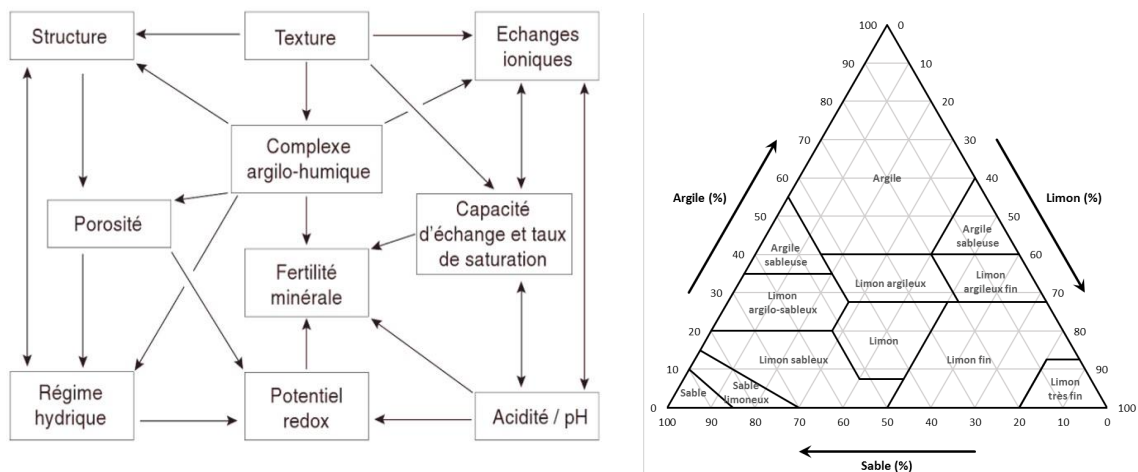 Structure
Texture
Echanges
ioniques
Complexe
argilo-humique
Porosité
Capacité
d'échange et taux
de saturation
Fertilité
minérale
Régime
hydrique
Potentiel
redox
Acidité / pH
100
0
90
10
80
20
70
30
60
40
50
50
40
60
30
70
20
80
10
90
0
100
100
90
80
70
60
50
40
30
20
10
0
Argile (%)
Limon (%)
Sable (%)
Argile
Argile
sableuse
Argile
sableuse
Limon argileux
Limon
argileux fin
Limon
argilo-sableux
Limon
Limon sableux
Limon fin
Sable
Sable
limoneux
Limon
très fin